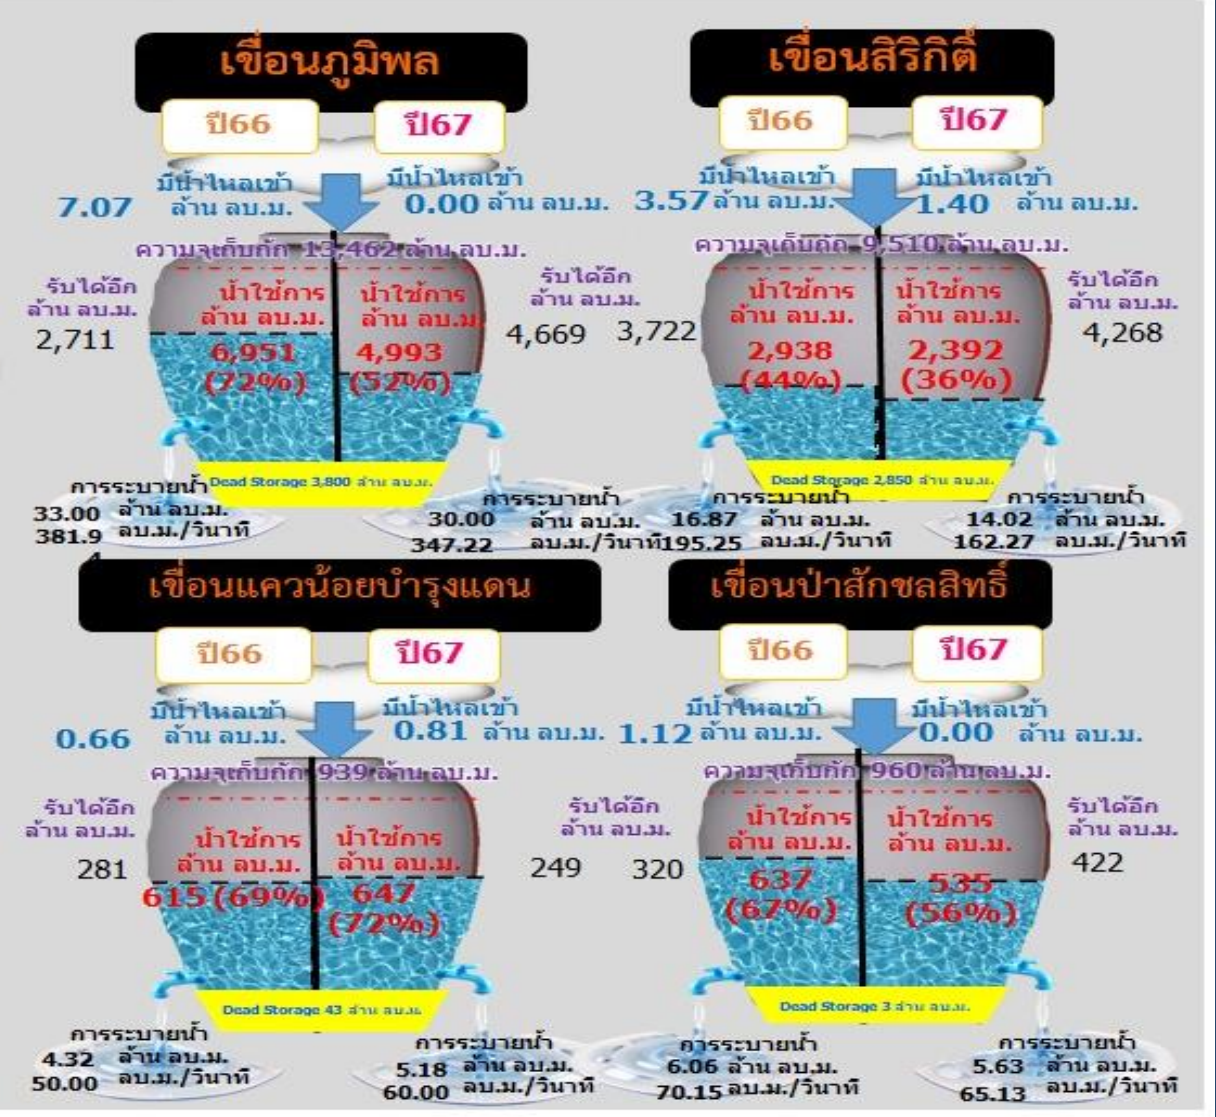 เขื่อนภูมิพล
ปี66
ปี67
มีน้ำไหลเข้า
7.07 ล้าน ลบ.ม.
มีน้ำไหลเข้า
0.00 ล้าน ลบ.ม.
ความจุเก็บกัก 13,462 ล้าน ลบ.ม.
รับได้อีก
ล้าน ลบ.ม.
2,711
น้ำใช้การ
ล้าน ลบ.ม.
6,951
(72%)
น้ำใช้การ
ล้าน ลบ.ม.
4,993
(52%)
รับได้อีก
ล้าน ลบ.ม.
4,669
Dead Storage 3,800 ล้าน ลบ.ม.
การระบายน้ำ
33.00 ล้าน ลบ.ม.
381.9 ลบ.ม./วินาที
4
การระบายน้ำ
30.00 ล้าน ลบ.ม.
347.22 ลบ.ม./วินาที
เขื่อนสิริกิติ์
ปี66
ปี67
มีน้ำไหลเข้า
3.57 ล้าน ลบ.ม.
มีน้ำไหลเข้า
1.40 ล้าน ลบ.ม.
ความจุเก็บกัก 9,510 ล้าน ลบ.ม.
3,722
น้ำใช้การ
ล้าน ลบ.ม.
2,938
(44%)
น้ำใช้การ
ล้าน ลบ.ม.
2,392
(36%)
รับได้อีก
ล้าน ลบ.ม.
4,268
Dead Storage 2,850 ล้าน ลบ.ม.
การระบายน้ำ
16.87 ล้าน ลบ.ม.
195.25 ลบ.ม./วินาที
การระบายน้ำ
14.02 ล้าน ลบ.ม.
162.27 ลบ.ม./วินาที
เขื่อนแควน้อยบำรุงแดน
ปี66
ปี67
มีน้ำไหลเข้า
0.66 ล้าน ลบ.ม.
มีน้ำไหลเข้า
0.81 ล้าน ลบ.ม.
ความจุเก็บกัก 939 ล้าน ลบ.ม.
รับได้อีก
ล้าน ลบ.ม.
281
น้ำใช้การ
ล้าน ลบ.ม.
615 (69%)
น้ำใช้การ
ล้าน ลบ.ม.
647
(72%)
รับได้อีก
ล้าน ลบ.ม.
249
Dead Storage 43 ล้าน ลบ.ม.
การระบายน้ำ
4.32 ล้าน ลบ.ม.
50.00 ลบ.ม./วินาที
การระบายน้ำ
5.18 ล้าน ลบ.ม.
60.00 ลบ.ม./วินาที
เขื่อนป่าสักชลสิทธิ์
ปี66
ปี67
มีน้ำไหลเข้า
1.12 ล้าน ลบ.ม.
มีน้ำไหลเข้า
0.00 ล้าน ลบ.ม.
ความจุเก็บกัก 960 ล้าน ลบ.ม.
320
น้ำใช้การ
ล้าน ลบ.ม.
637
(67%)
น้ำใช้การ
ล้าน ลบ.ม.
535
(56%)
รับได้อีก
ล้าน ลบ.ม.
422
Dead Storage 3 ล้าน ลบ.ม.
การระบายน้ำ
6.06 ล้าน ลบ.ม.
70.15 ลบ.ม./วินาที
การระบายน้ำ
5.63 ล้าน ลบ.ม.
65.13 ลบ.ม./วินาที